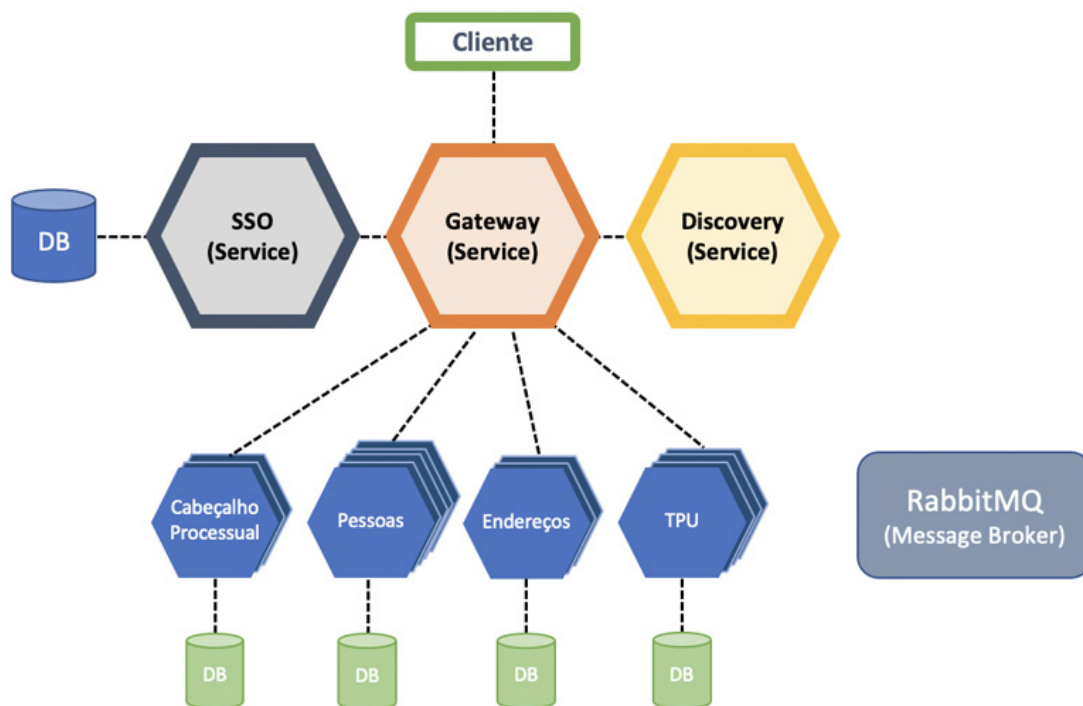 Cliente
DB
SSO
(Service)
Gateway
(Service)
Discovery
(Service)
Cabeçalho
Processual
Pessoas
Endereços
TPU
RabbitMQ
(Message Broker)
DB
DB
DB
DB